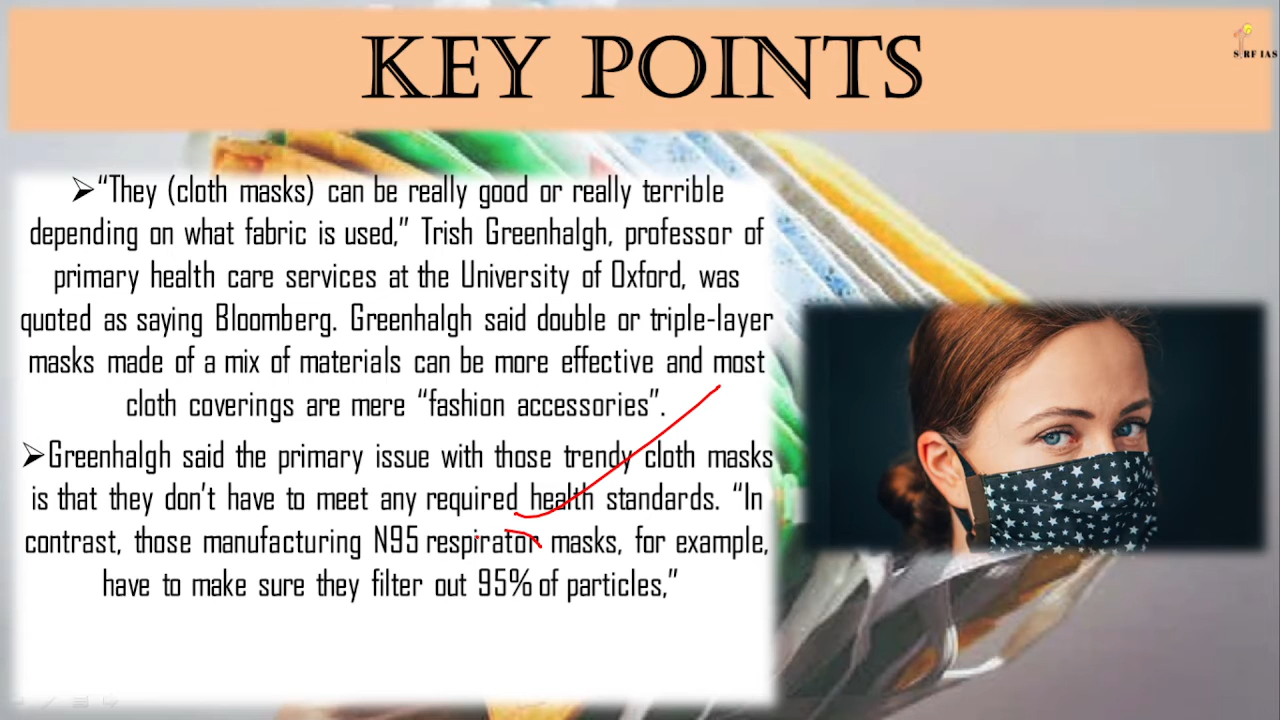 KEY POINTS
S RF IAS
➢“They (cloth masks) can be really good or really terrible
depending on what fabric is used,” Trish Greenhalgh, professor of
primary health care services at the University of Oxford, was
quoted as saying Bloomberg. Greenhalgh said double or triple-layer
masks made of a mix of materials can be more effective and most
cloth coverings are mere “fashion accessories”.
➢Greenhalgh said the primary issue with those trendy cloth masks
is that they don’t have to meet any required health standards. “In
contrast, those manufacturing N95 respirator masks, for example,
have to make sure they filter out 95% of particles,”